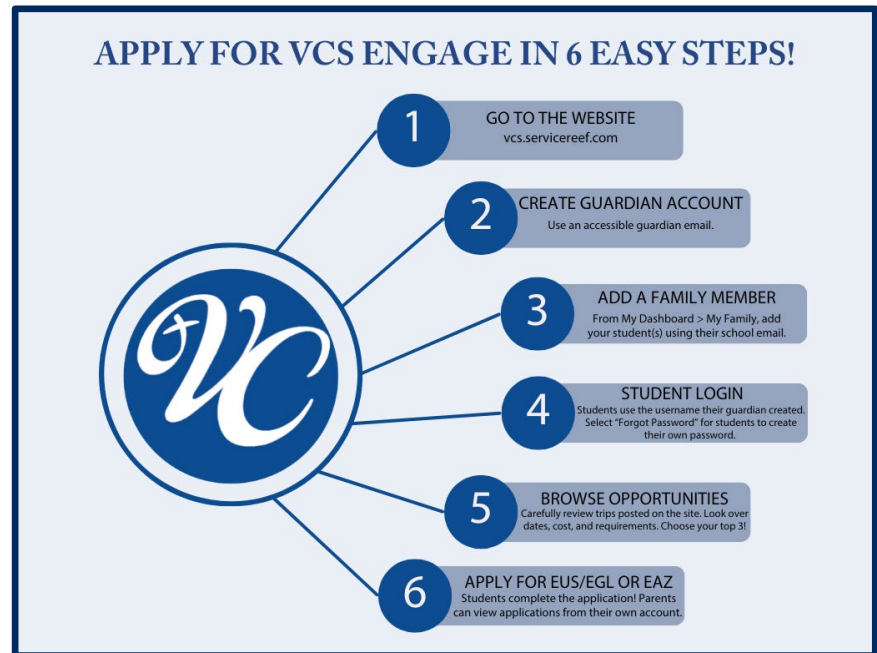 APPLY FOR VCS ENGAGE IN 6 EASY STEPS!
1
GO TO THE WEBSITE
vcs.servicereef.com
2
CREATE GUARDIAN ACCOUNT
Use an accessible guardian email.
3
ADD A FAMILY MEMBER
From My Dashboard > My Family, add
your student(s) using their school email.
VC
4
STUDENT LOGIN
Students use the username their guardian created.
Select "Forgot Password" for students to create
their own password.
5
BROWSE OPPORTUNITIES
Carefully review trips posted on the site. Look over
dates, cost, and requirements. Choose your top 3!
6
APPLY FOR EUS/EGL OR EAZ
Students complete the application! Parents
can view applications from their own account.